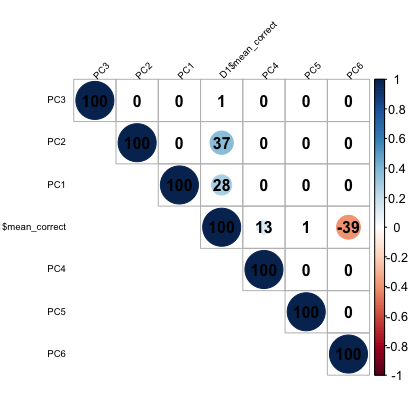 PC3 PC2 PC1 D1$mean_correct PC4 PC5 PC6
PC3 100 0 0 1 0 0 0
PC2 100 0 37 0 0 0
PC1 100 28 0 0 0
$mean_correct 100 13 1 -39
PC4 100 0 0
PC5 100 0
PC6 100
1
0.8
0.6
0.4
0.2
0
-0.2
-0.4
-0.6
-0.8
-1